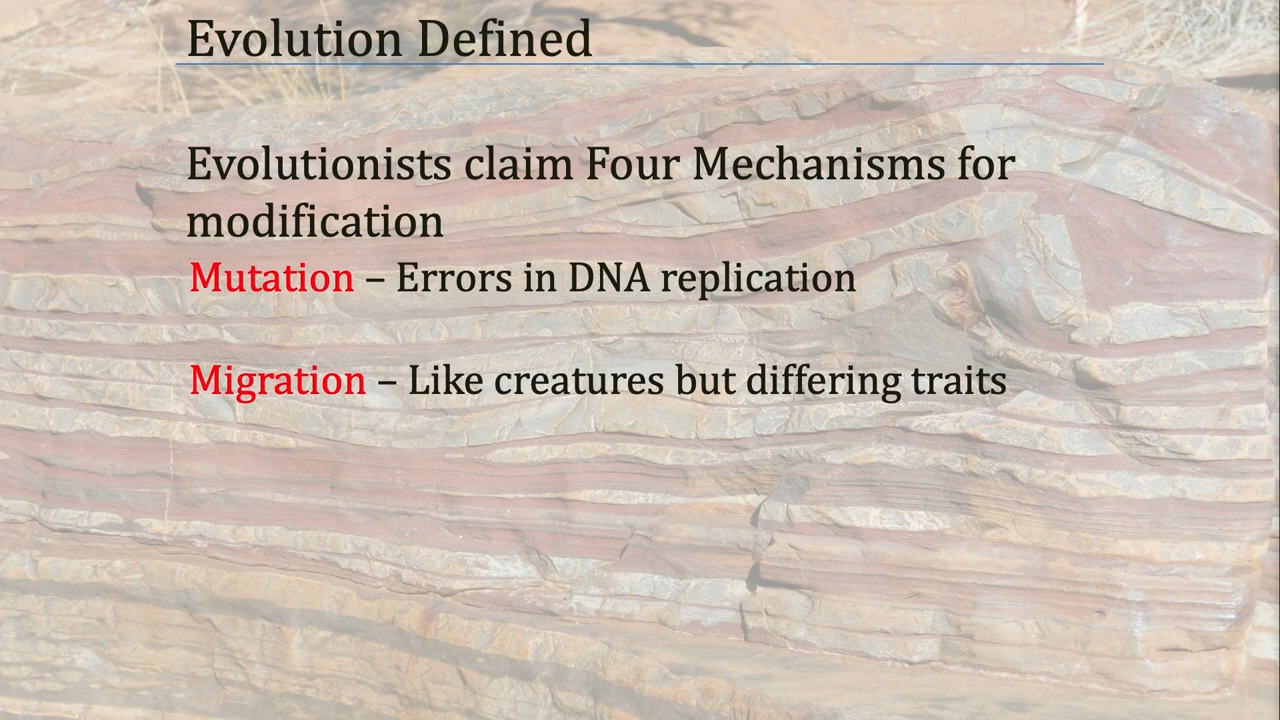 Evolution Defined
Evolutionists claim Four Mechanisms for
modification
Mutation – Errors in DNA replication
Migration – Like creatures but differing traits